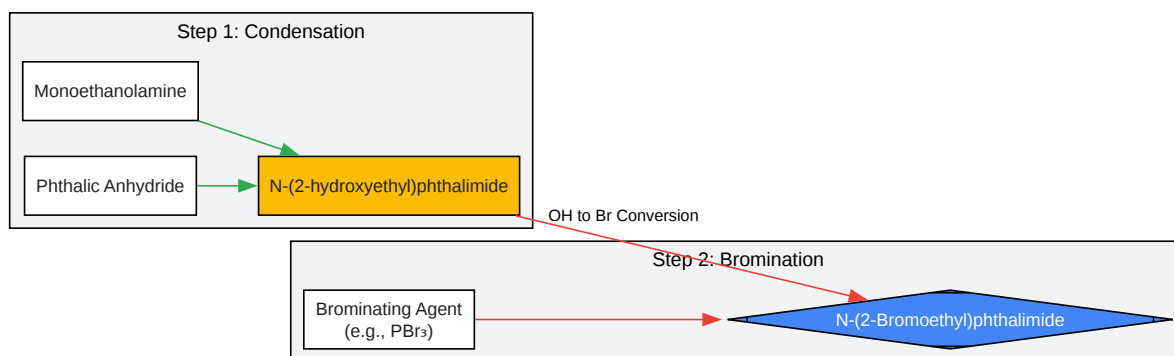 Step 1: Condensation
Monoethanolamine
Phthalic Anhydride
N-(2-hydroxyethyl)phthalimide
OH to Br Conversion
Step 2: Bromination
Brominating Agent
(e.g., PBr₃)
N-(2-Bromoethyl)phthalimide